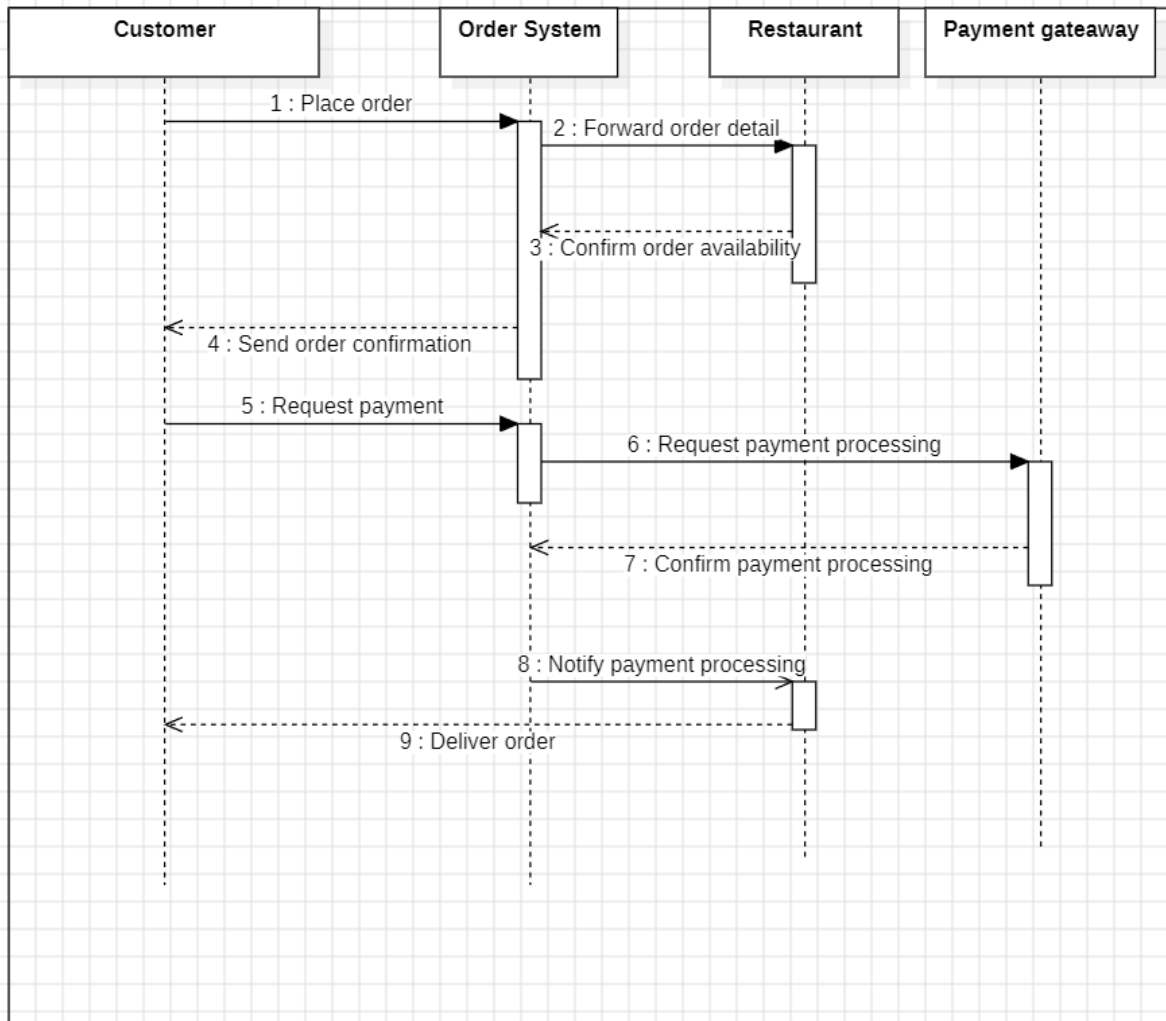 Customer
Order System
Restaurant
Payment gateaway
1 : Place order
2 : Forward order detail
3 : Confirm order availability
4 : Send order confirmation
5 : Request payment
6 : Request payment processing
7 : Confirm payment processing
8 : Notify payment processing
9 : Deliver order